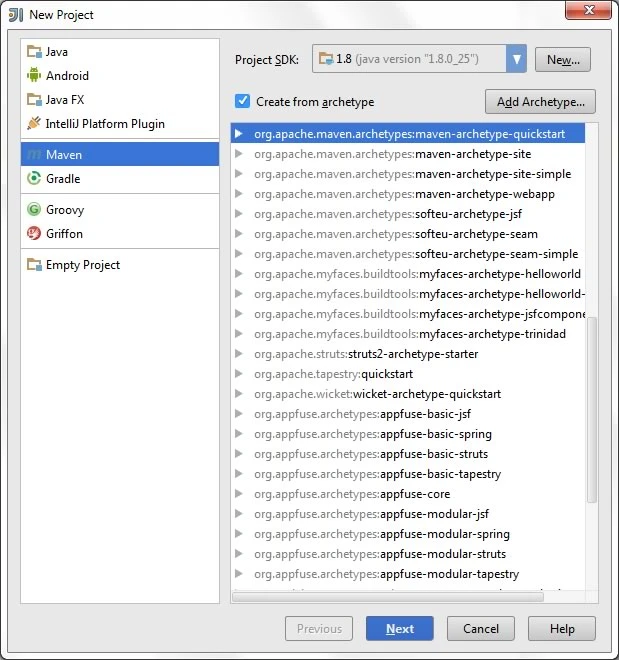 New Project
Java
Android
Java FX
IntelliJ Platform Plugin
Maven
Gradle
Groovy
Griffon
Empty Project
Project SDK: 1.8 (java version "1.8.0_25") New...
Create from archetype Add Archetype...
org.apache.maven.archetypes:maven-archetype-quickstart
org.apache.maven.archetypes:maven-archetype-site
org.apache.maven.archetypes:maven-archetype-site-simple
org.apache.maven.archetypes:maven-archetype-webapp
org.apache.maven.archetypes:softeu-archetype-jsf
org.apache.maven.archetypes:softeu-archetype-seam
org.apache.maven.archetypes:softeu-archetype-seam-simple
org.apache.myfaces.buildtools:myfaces-archetype-helloworld
org.apache.myfaces.buildtools:myfaces-archetype-helloworld-
org.apache.myfaces.buildtools:myfaces-archetype-jsfcompone
org.apache.myfaces.buildtools:myfaces-archetype-trinidad
org.apache.struts:struts2-archetype-starter
org.apache.tapestry:quickstart
org.apache.wicket:wicket-archetype-quickstart
org.appfuse.archetypes:appfuse-basic-jsf
org.appfuse.archetypes:appfuse-basic-spring
org.appfuse.archetypes:appfuse-basic-struts
org.appfuse.archetypes:appfuse-basic-tapestry
org.appfuse.archetypes:appfuse-core
org.appfuse.archetypes:appfuse-modular-jsf
org.appfuse.archetypes:appfuse-modular-spring
org.appfuse.archetypes:appfuse-modular-struts
org.appfuse.archetypes:appfuse-modular-tapestry
Previous Next Cancel Help